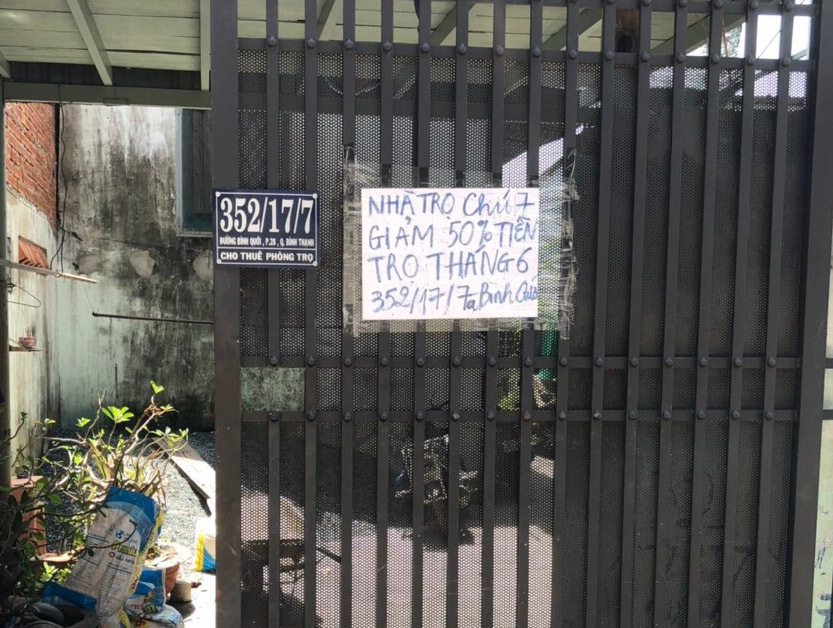 352/17/7
ĐƯỜNG BÌNH QUỚI , P.28 , Q. BÌNH THẠNH
CHO THUÊ PHÒNG TRỌ
NHÀ TRỌ Chú 7
GIẢM 50% TIỀN
TRỌ THÁNG 6
352/17/7a Bình Quới